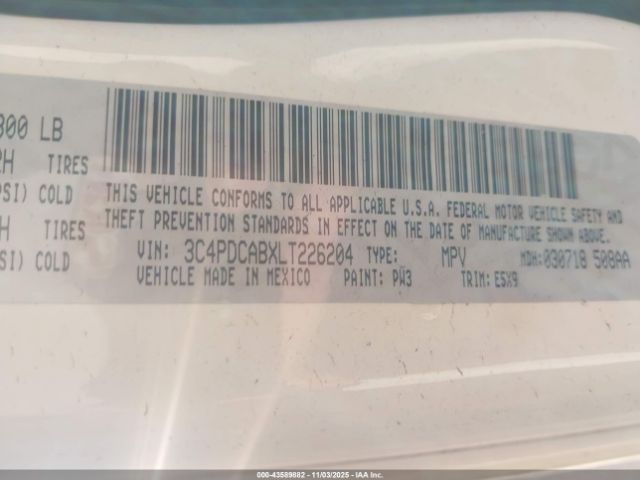 300 LB
TIRES
PSI) COLD
THIS VEHICLE CONFORMS TO ALL APPLICABLE U.S.A. FEDERAL MOTOR VEHICLE SAFETY AND
THEFT PREVENTION STANDARDS IN EFFECT ON THE DATE OF MANUFACTURE SHOWN ABOVE.
H TIRES
SI) COLD
VIN: 3C4PDCABXLT226204 TYPE: MPV MDH: 030718 508AA
VEHICLE MADE IN MEXICO PAINT: PW3 TRIM: E5X9
000-43589882 - 11/03/2025 - IAA Inc.